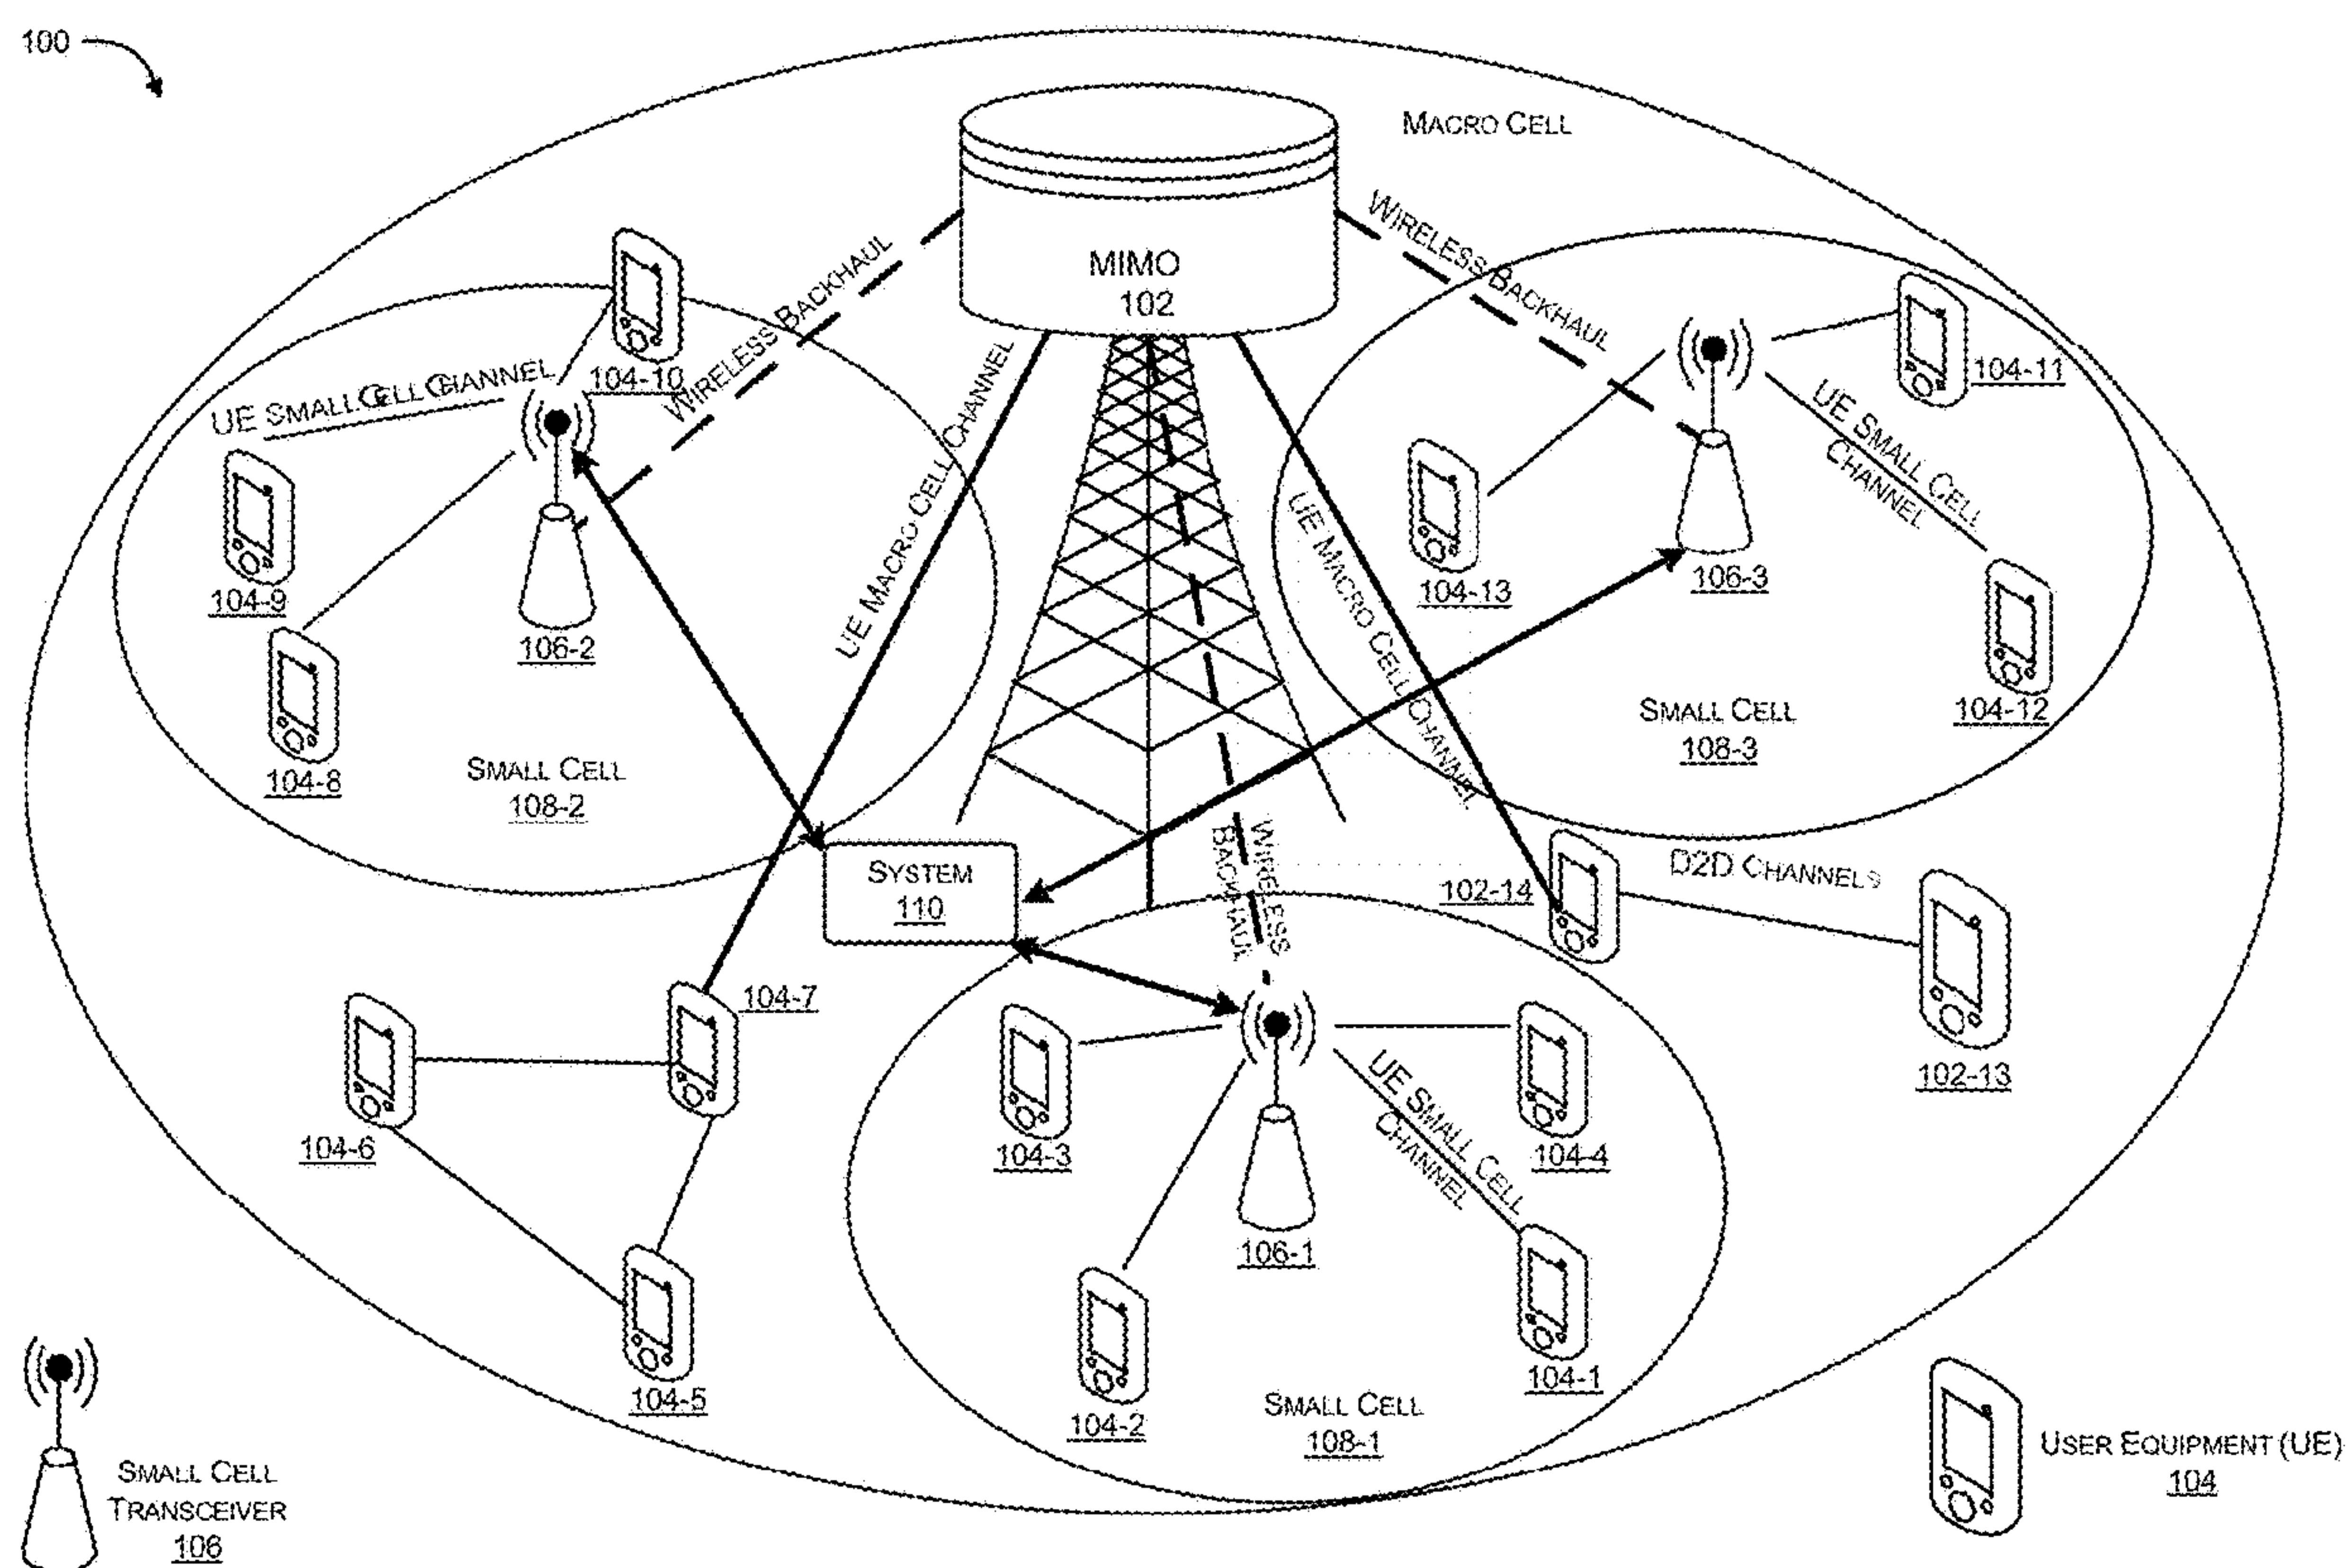 100
MACRO CELL
MIMO
102
WIRELESS BACKHAUL
WIRELESS BACKHAUL
104-10
UE SMALL CELL CHANNEL
104-9
106-2
104-8
SMALL CELL
108-2
UE MACRO CELL CHANNEL
UE MACRO CELL CHANNEL
104-11
UE SMALL CELL
CHANNEL
104-13
106-3
104-12
SMALL CELL
108-3
SYSTEM
110
WIRELESS
BACKHAUL
102-14
D2D CHANNELS
102-13
104-7
104-6
104-5
104-3
104-4
UE SMALL CELL
CHANNEL
106-1
104-2
104-1
SMALL CELL
108-1
SMALL CELL
TRANSCEIVER
106
USER EQUIPMENT (UE)
104